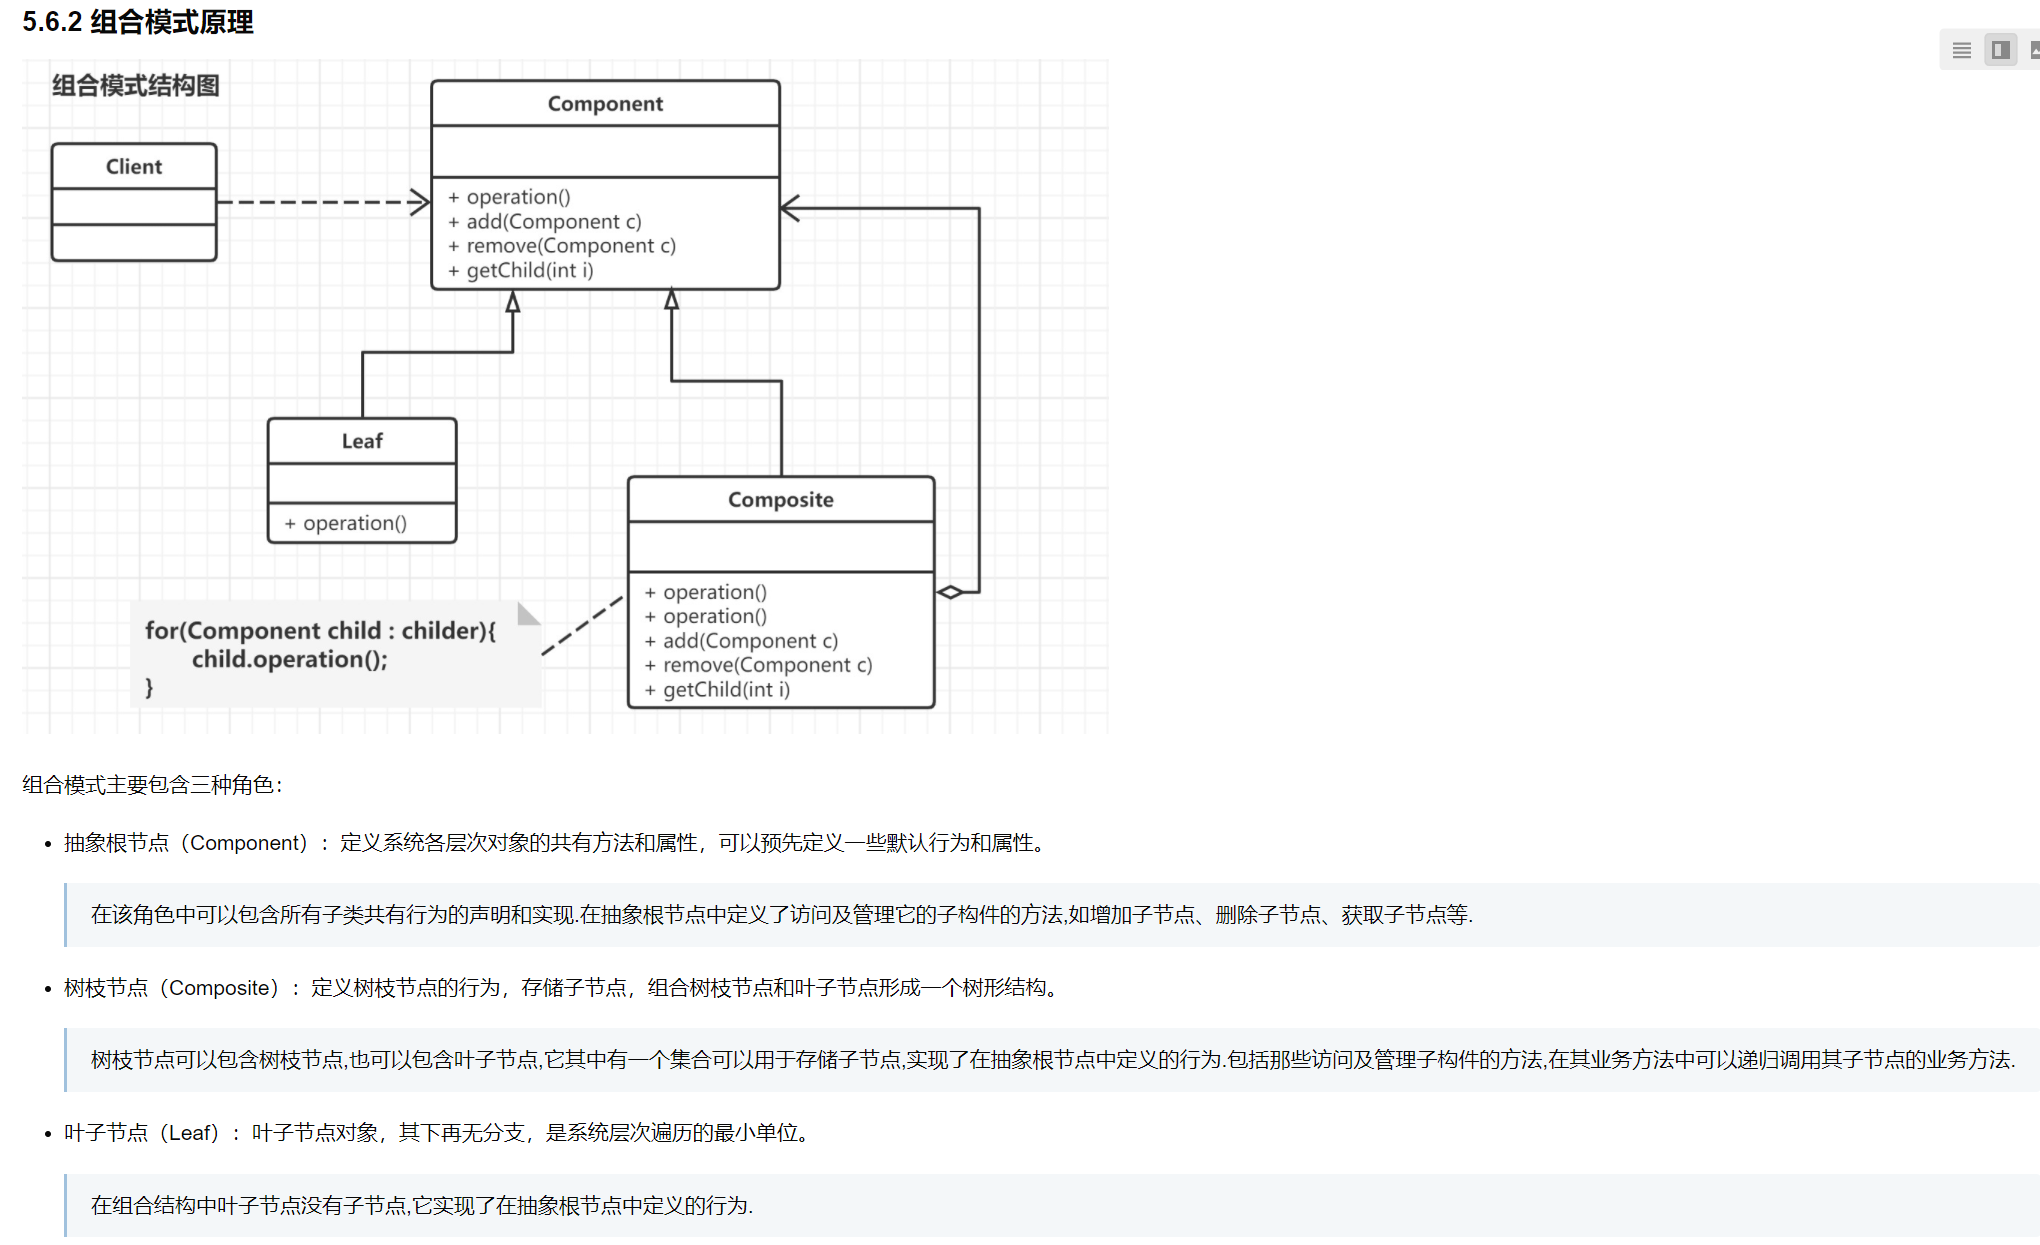 5.6.2 组合模式原理
组合模式结构图
Component
+ operation()
+ add(Component c)
+ remove(Component c)
+ getChild(int i)
Client
Leaf
+ operation()
Composite
+ operation()
+ operation()
+ add(Component c)
+ remove(Component c)
+ getChild(int i)
for(Component child : childer){
child.operation();
}
组合模式主要包含三种角色：
• 抽象根节点（Component）：定义系统各层次对象的共有方法和属性，可以预先定义一些默认行为和属性。
在该角色中可以包含所有子类共有行为的声明和实现.在抽象根节点中定义了访问及管理它的子构件的方法,如增加子节点、删除子节点、获取子节点等.
• 树枝节点（Composite）：定义树枝节点的行为，存储子节点，组合树枝节点和叶子节点形成一个树形结构。
树枝节点可以包含树枝节点,也可以包含叶子节点,它其中有一个集合可以用于存储子节点,实现了在抽象根节点中定义的行为.包括那些访问及管理子构件的方法,在其业务方法中可以递归调用其子节点的业务方法.
• 叶子节点（Leaf）：叶子节点对象，其下再无分支，是系统层次遍历的最小单位。
在组合结构中叶子节点没有子节点,它实现了在抽象根节点中定义的行为.